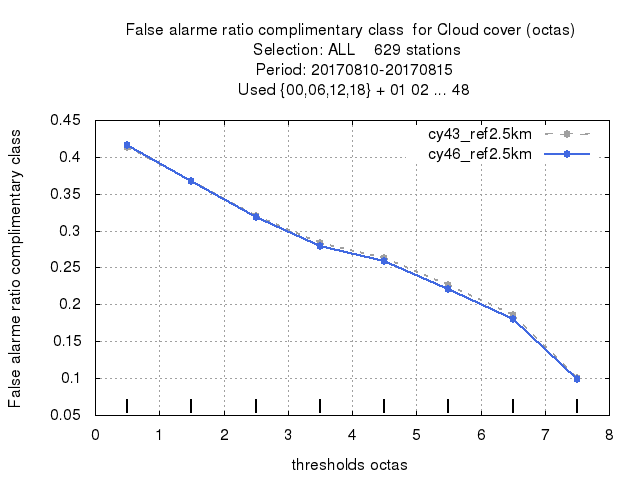 False alarme ratio complimentary class  for Cloud cover (octas)
Selection: ALL    629 stations
Period: 20170810-20170815
Used {00,06,12,18} + 01 02 ... 48
cy43_ref2.5km
cy46_ref2.5km
False alarme ratio complimentary class
0.45
0.4
0.35
0.3
0.25
0.2
0.15
0.1
0.05
0 1 2 3 4 5 6 7 8
thresholds octas